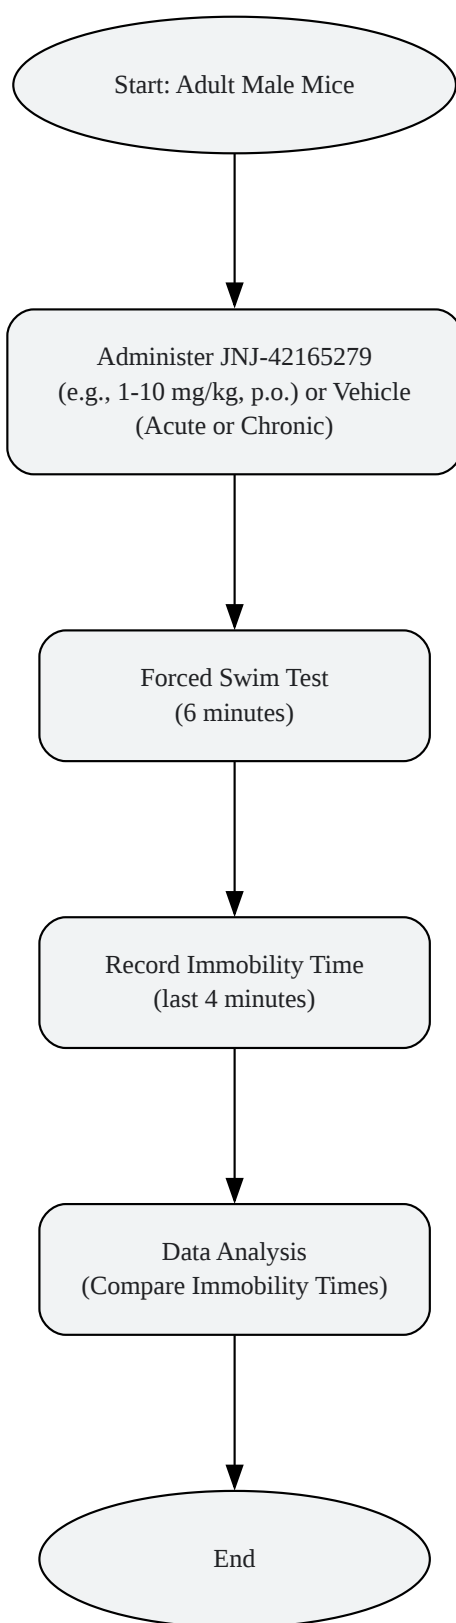 Start: Adult Male Mice
Administer JNJ-42165279
(e.g., 1-10 mg/kg, p.o.) or Vehicle
(Acute or Chronic)
Forced Swim Test
(6 minutes)
Record Immobility Time
(last 4 minutes)
Data Analysis
(Compare Immobility Times)
End